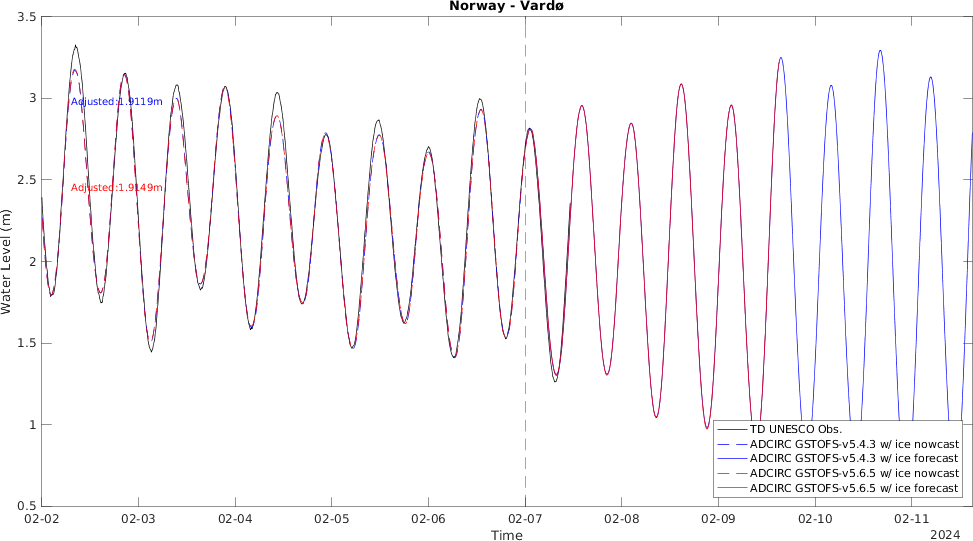 Norway - Vardø
3.5
3
2.5
2
1.5
1
0.5
Water Level (m)
Adjusted:1.9119m
Adjusted:1.9149m
TD UNESCO Obs.
ADCIRC GSTOFS-v5.4.3 w/ ice nowcast
ADCIRC GSTOFS-v5.4.3 w/ ice forecast
ADCIRC GSTOFS-v5.6.5 w/ ice nowcast
ADCIRC GSTOFS-v5.6.5 w/ ice forecast
02-02 02-03 02-04 02-05 02-06 02-07 02-08 02-09 02-10 02-11
Time
2024